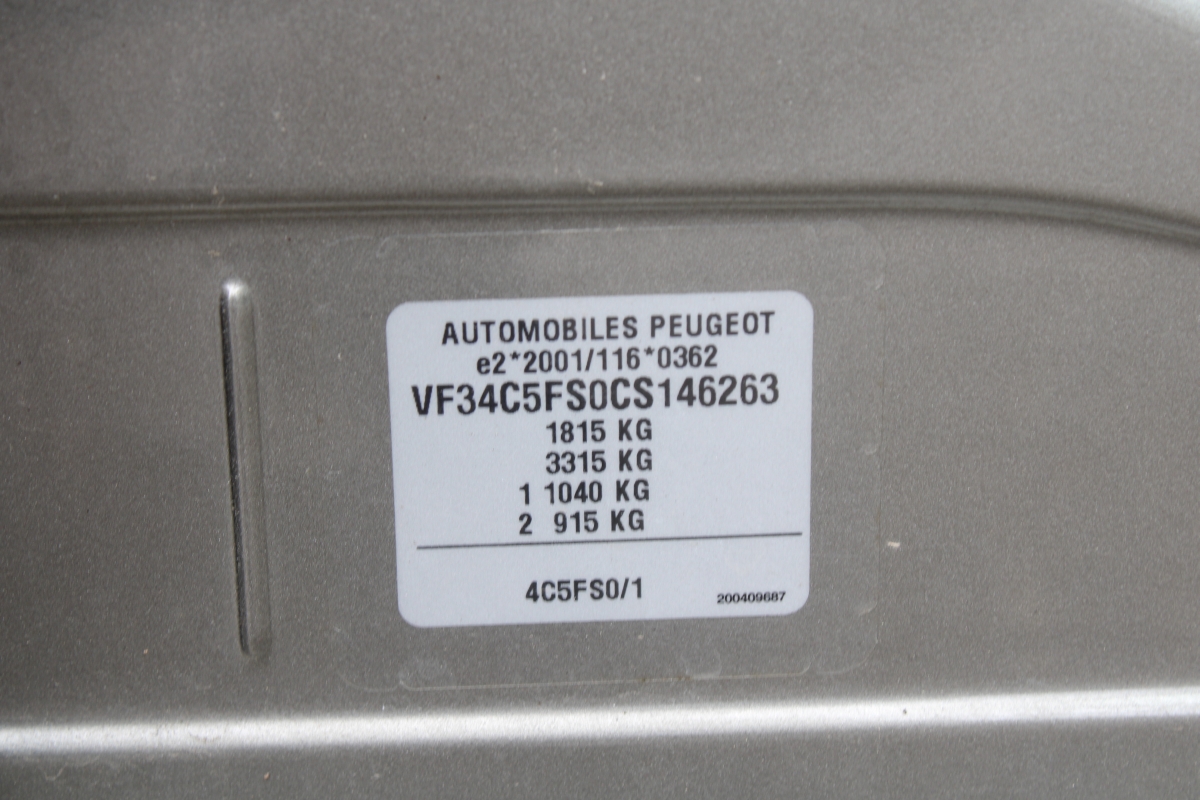 AUTOMOBILES PEUGEOT
e2*2001/116*0362
VF34C5FS0CS146263
1815 KG
3315 KG
1 1040 KG
2 915 KG
4C5FS0/1
200409687